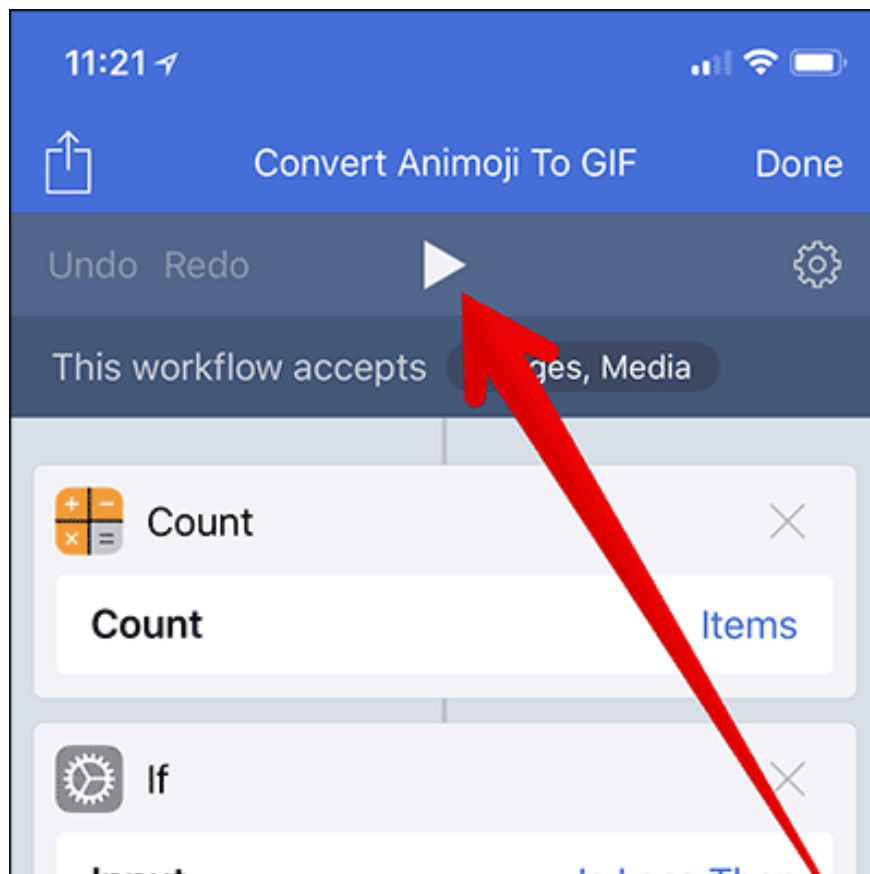 11:21
Convert Animoji To GIF Done
Undo Redo
This workflow accepts ges, Media
Count
Count Items
If